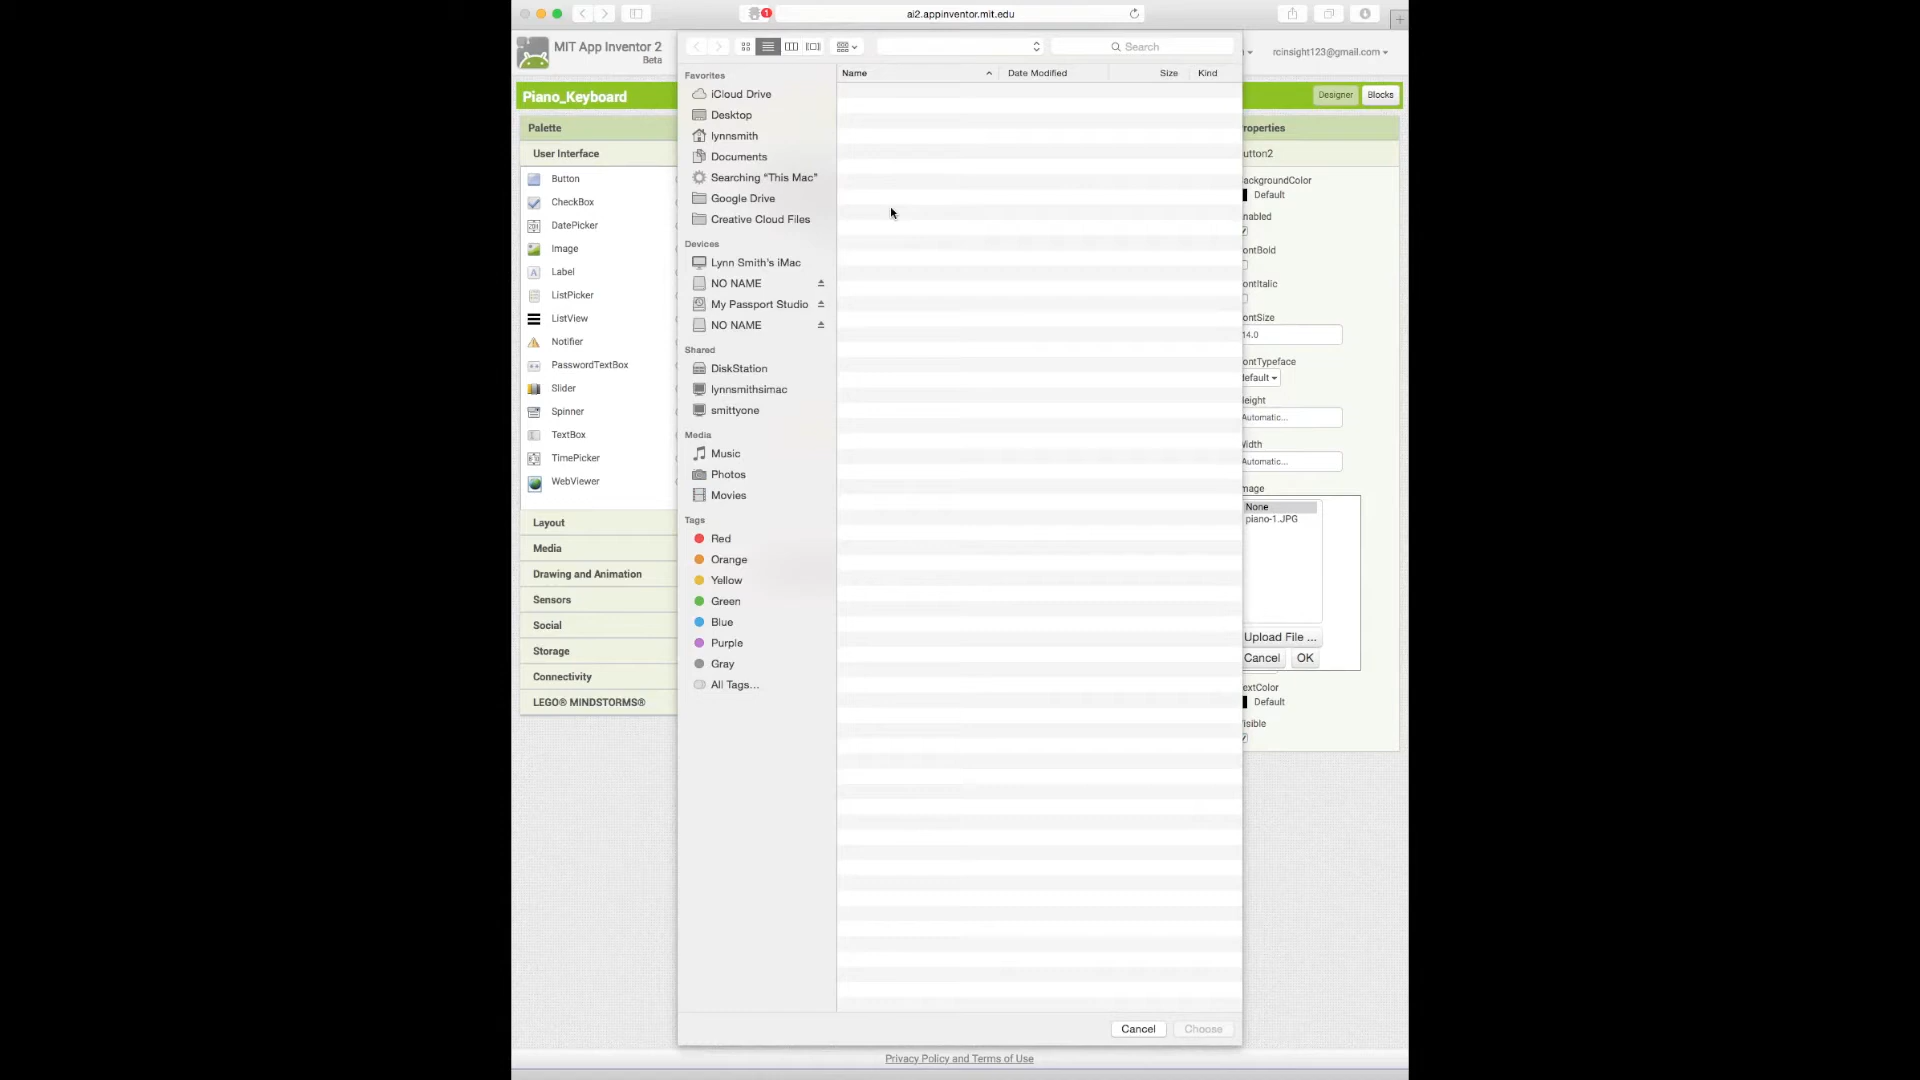 1
ai2.appinventor.mit.edu
MIT App Inventor 2
Beta
rcinsight123@gmail.com
Search
Piano_Keyboard
Designer
Blocks
Palette
User Interface
Button
CheckBox
DatePicker
Image
Label
ListPicker
ListView
Notifier
PasswordTextBox
Slider
Spinner
TextBox
TimePicker
WebViewer
Layout
Media
Drawing and Animation
Sensors
Social
Storage
Connectivity
LEGO® MINDSTORMS®
Favorites
iCloud Drive
Desktop
lynnsmith
Documents
Searching “This Mac”
Google Drive
Creative Cloud Files
Devices
Lynn Smith's iMac
NO NAME
My Passport Studio
NO NAME
Shared
DiskStation
lynnsmithsimac
smittyone
Media
Music
Photos
Movies
Tags
Red
Orange
Yellow
Green
Blue
Purple
Gray
All Tags...
Name
Date Modified
Size
Kind
Cancel
Choose
roperties
utton2
ackgroundColor
Default
nabled
ontBold
ontItalic
ontSize
14.0
ontTypeface
efault
eight
Automatic...
idth
Automatic...
mage
None
piano-1.JPG
Upload File ...
Cancel
OK
extColor
Default
isible
Privacy Policy and Terms of Use